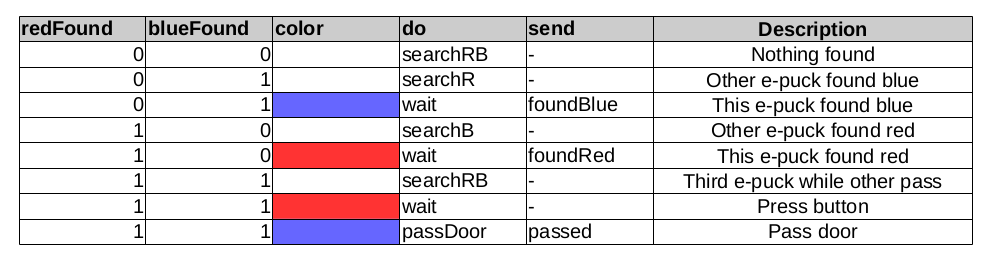 redFound blueFound color do send Description
0 0 searchRB - Nothing found
0 1 searchR - Other e-puck found blue
0 1 wait foundBlue This e-puck found blue
1 0 searchB - Other e-puck found red
1 0 wait foundRed This e-puck found red
1 1 searchRB - Third e-puck while other pass
1 1 wait - Press button
1 1 passDoor passed Pass door